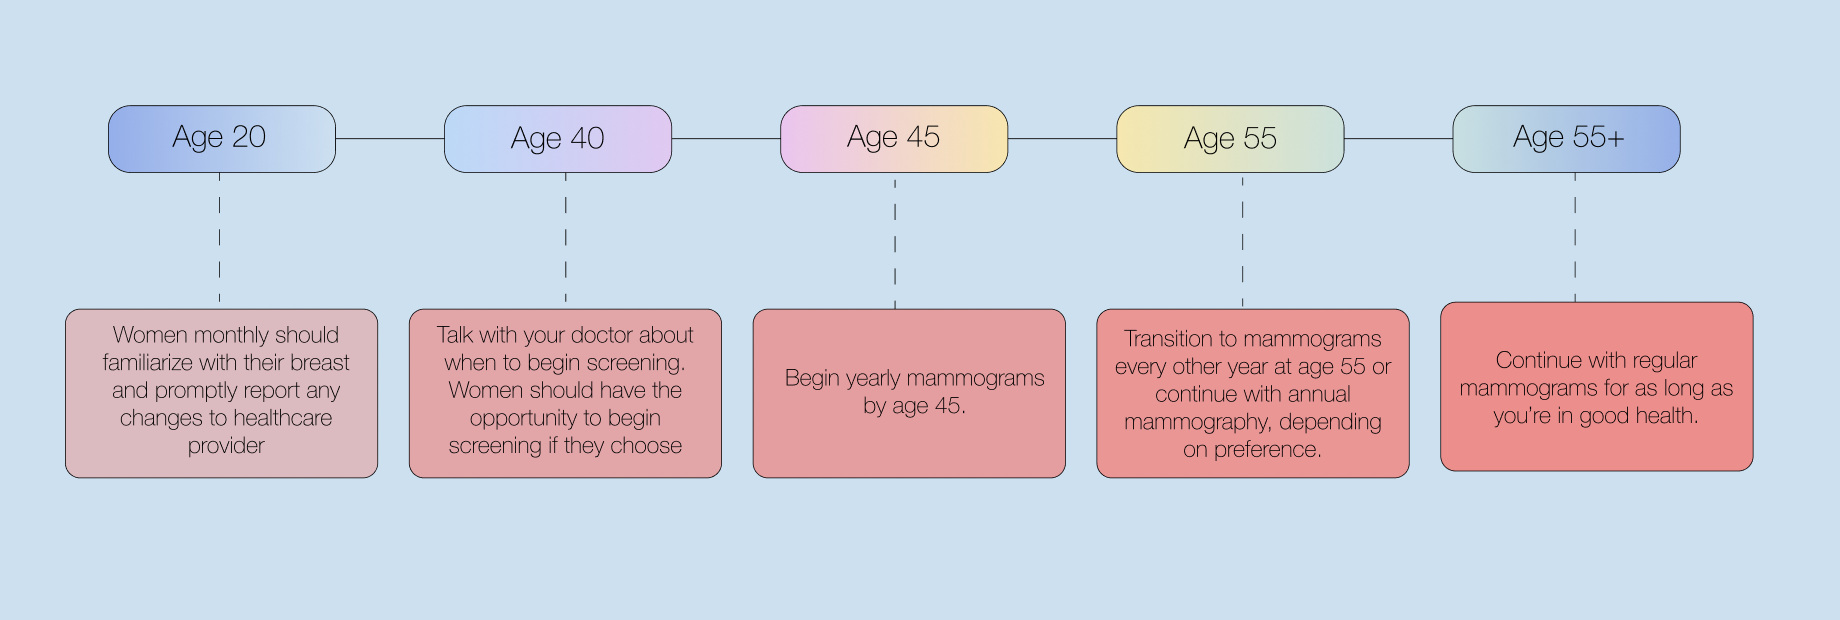 Age 20
Age 40
Age 45
Age 55
Age 55+
Women monthly should
familiarize with their breast
and promptly report any
changes to healthcare
provider
Talk with your doctor about
when to begin screening.
Women should have the
opportunity to begin
screening if they choose
Begin yearly mammograms
by age 45.
Transition to mammograms
every other year at age 55 or
continue with annual
mammography, depending
on preference.
Continue with regular
mammograms for as long as
you're in good health.